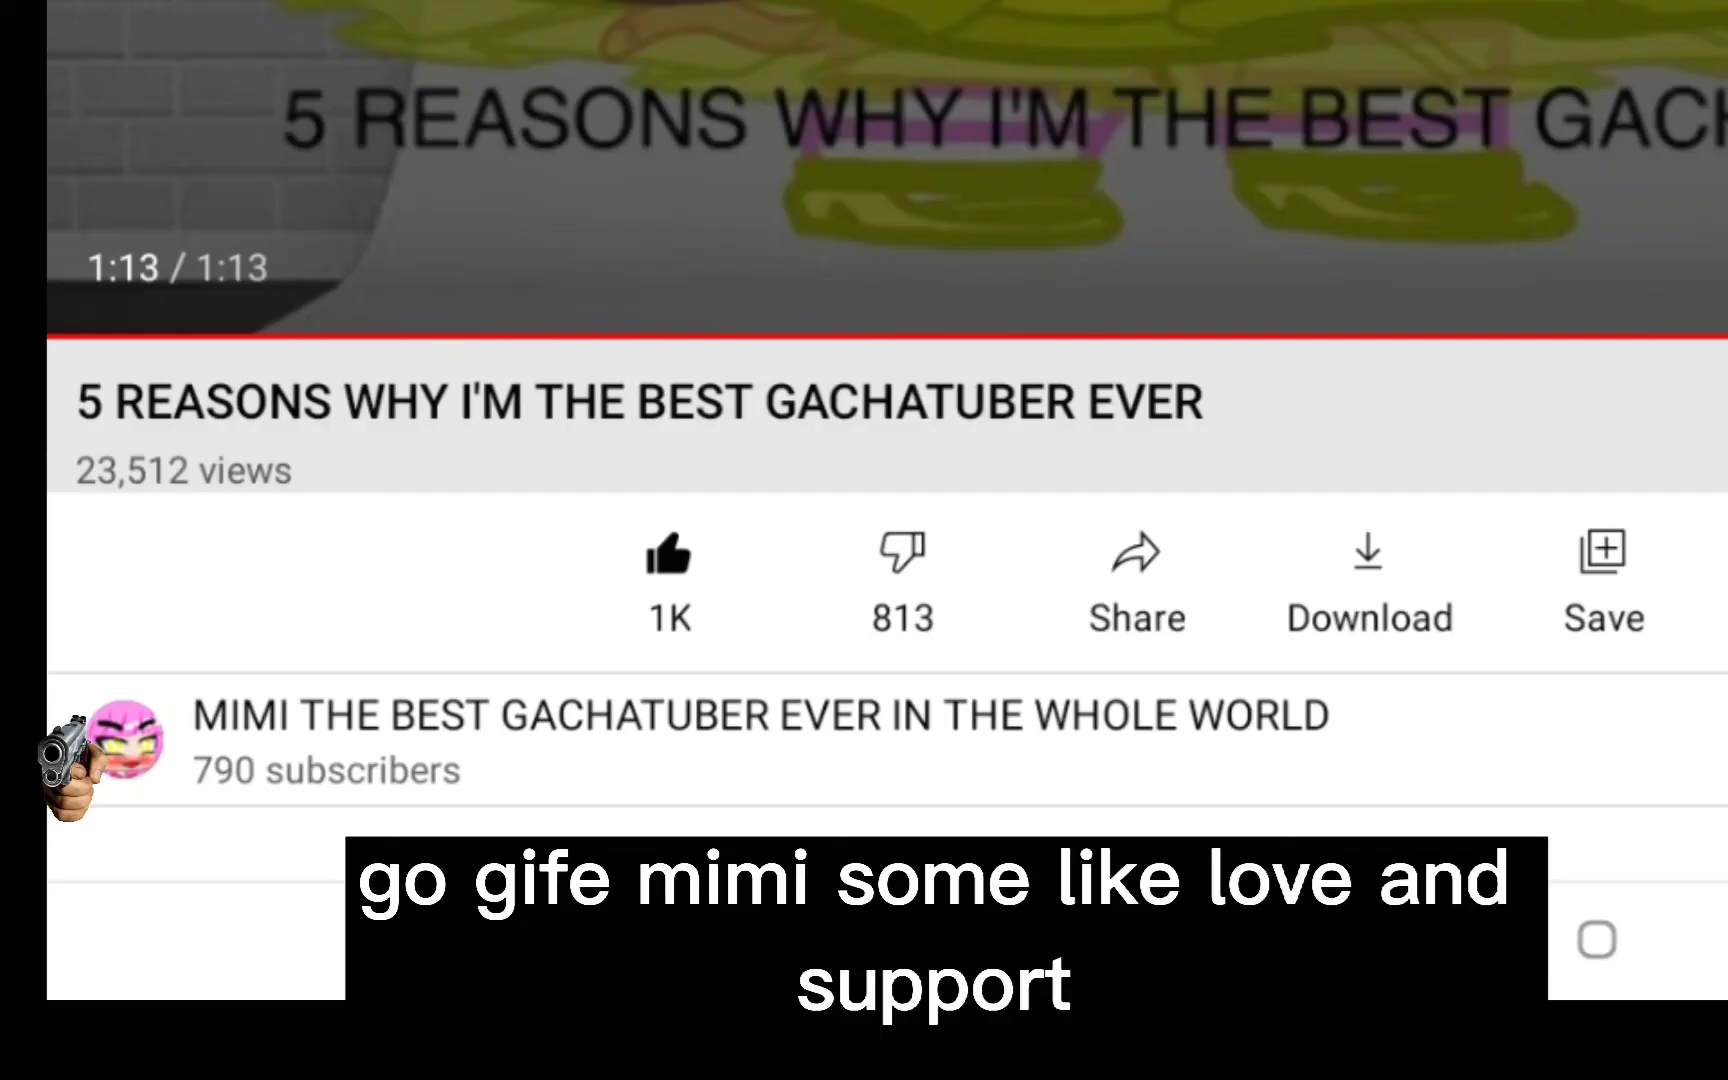 5 REASONS WHY I'M THE BEST GACH
1:13 / 1:13
5 REASONS WHY I'M THE BEST GACHATUBER EVER
23,512 views
1K 813 Share Download Save
MIMI THE BEST GACHATUBER EVER IN THE WHOLE WORLD
790 subscribers
go gife mimi some like love and
support